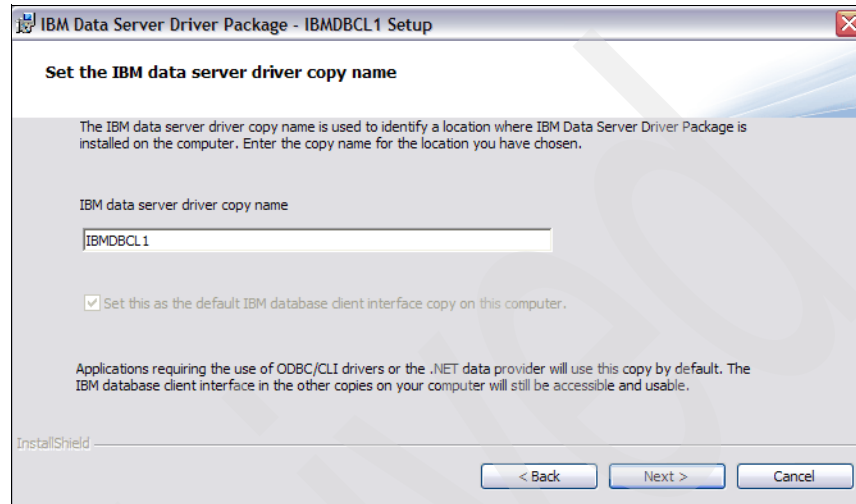 IBM Data Server Driver Package - IBMDBCL1 Setup
Set the IBM data server driver copy name
The IBM data server driver copy name is used to identify a location where IBM Data Server Driver Package is
installed on the computer. Enter the copy name for the location you have chosen.
IBM data server driver copy name
IBMDBCL1
Set this as the default IBM database client interface copy on this computer.
Applications requiring the use of ODBC/CLI drivers or the .NET data provider will use this copy by default. The
IBM database client interface in the other copies on your computer will still be accessible and usable.
InstallShield
< Back Next > Cancel